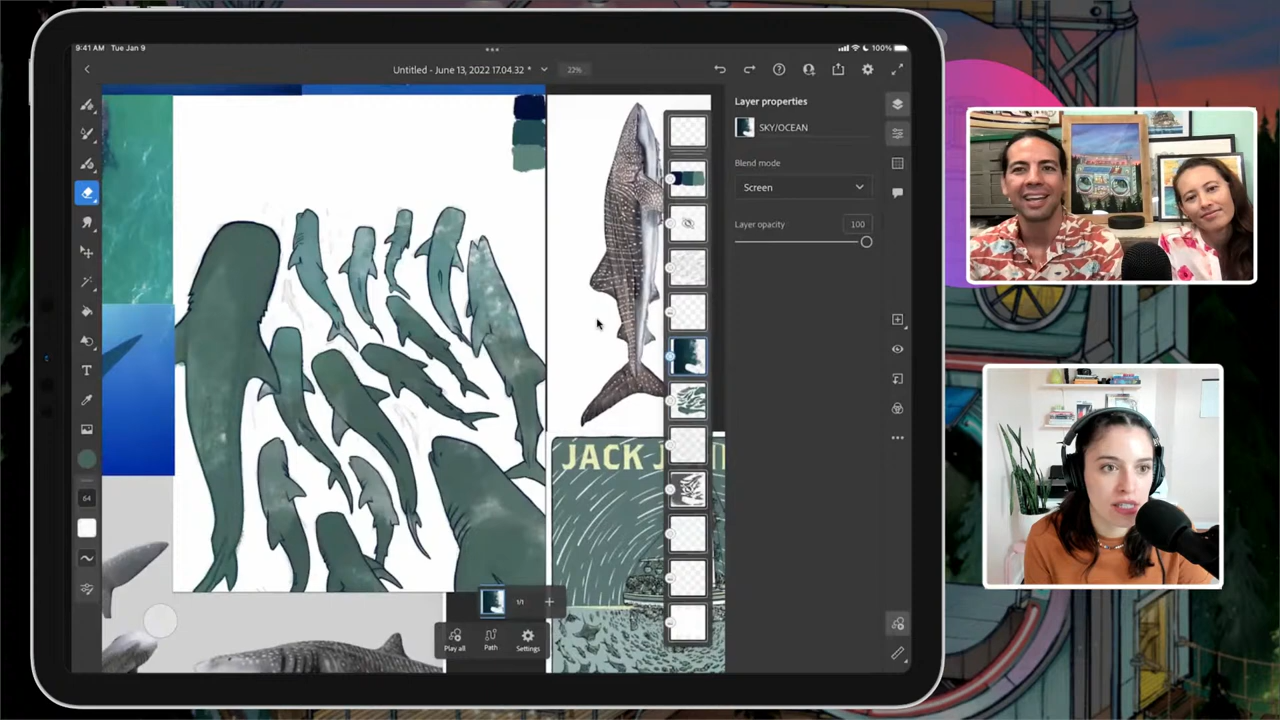 9:41 AM Tue Jan 9
100%
Untitled - June 13, 2022 17.04.32 *
22%
Layer properties
SKY/OCEAN
Blend mode
Screen
Layer opacity
100
JACK J
T
64
1/1
Play all
Path
Settings